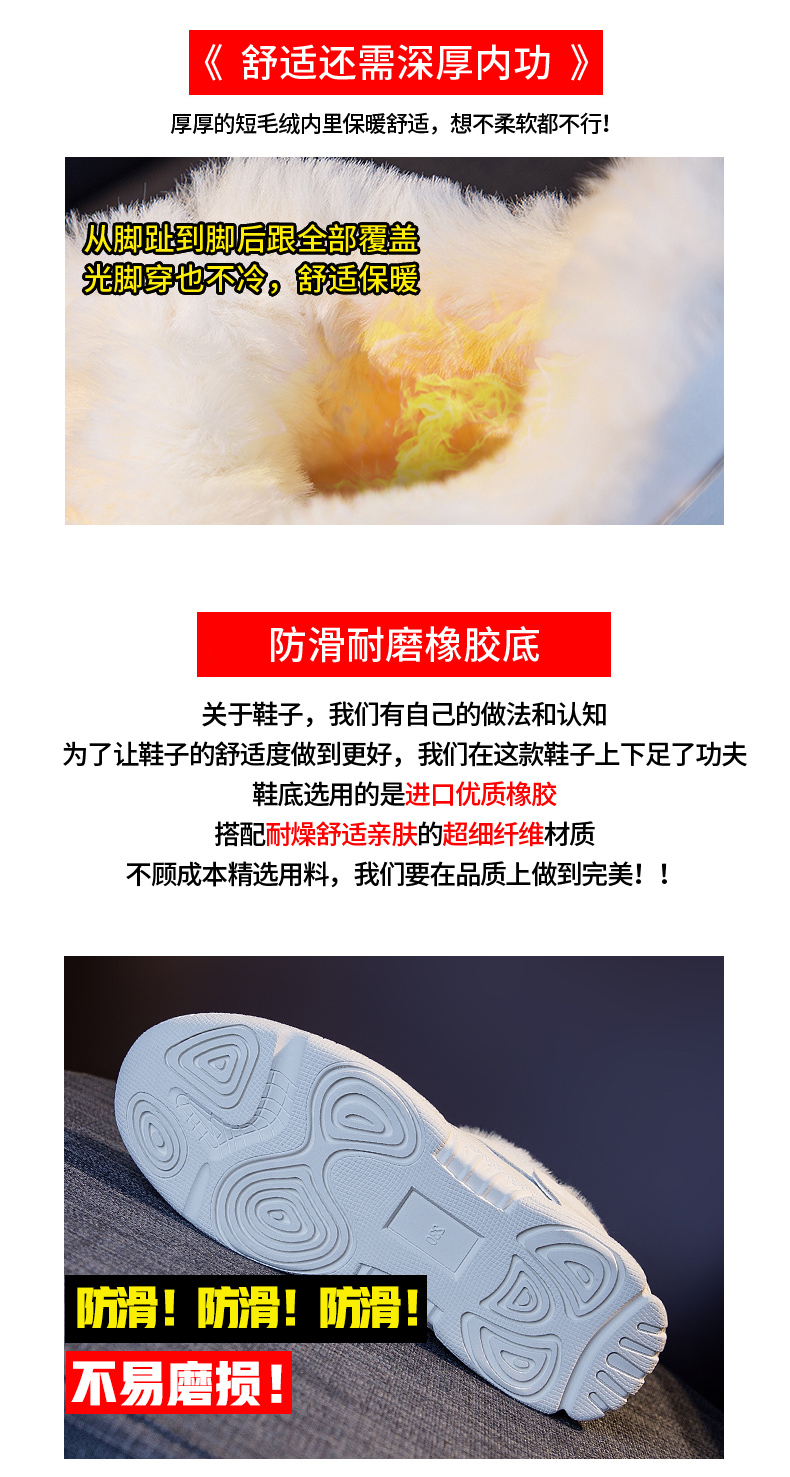 《 舒适还需深厚内功 》
厚厚的短毛绒内里保暖舒适，想不柔软都不行！
从脚趾到脚后跟全部覆盖
光脚穿也不冷，舒适保暖
防滑耐磨橡胶底
关于鞋子，我们有自己的做法和认知
为了让鞋子的舒适度做到更好，我们在这款鞋子上下足了功夫
鞋底选用的是进口优质橡胶
搭配耐燥舒适亲肤的超细纤维材质
不顾成本精选用料，我们要在品质上做到完美！！
防滑！防滑！防滑！
不易磨损！